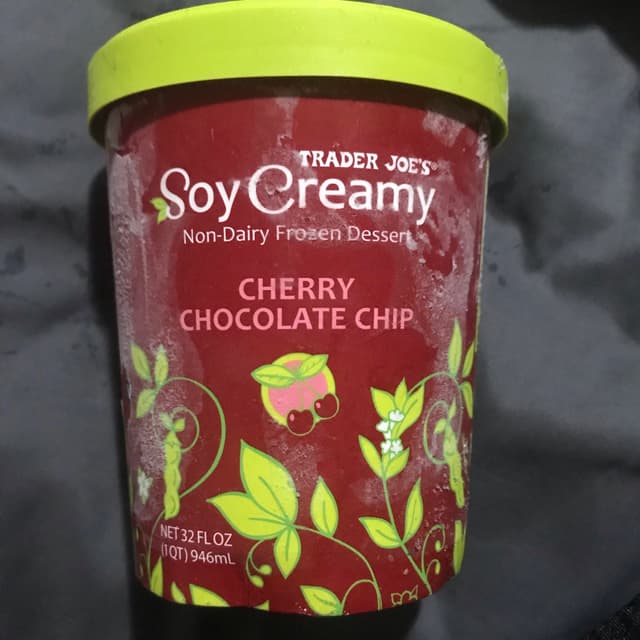 TRADER JOE'S®
Soy Creamy
Non-Dairy Frozen Dessert
CHERRY
CHOCOLATE CHIP
NET 32 FL OZ
(1QT) 946mL